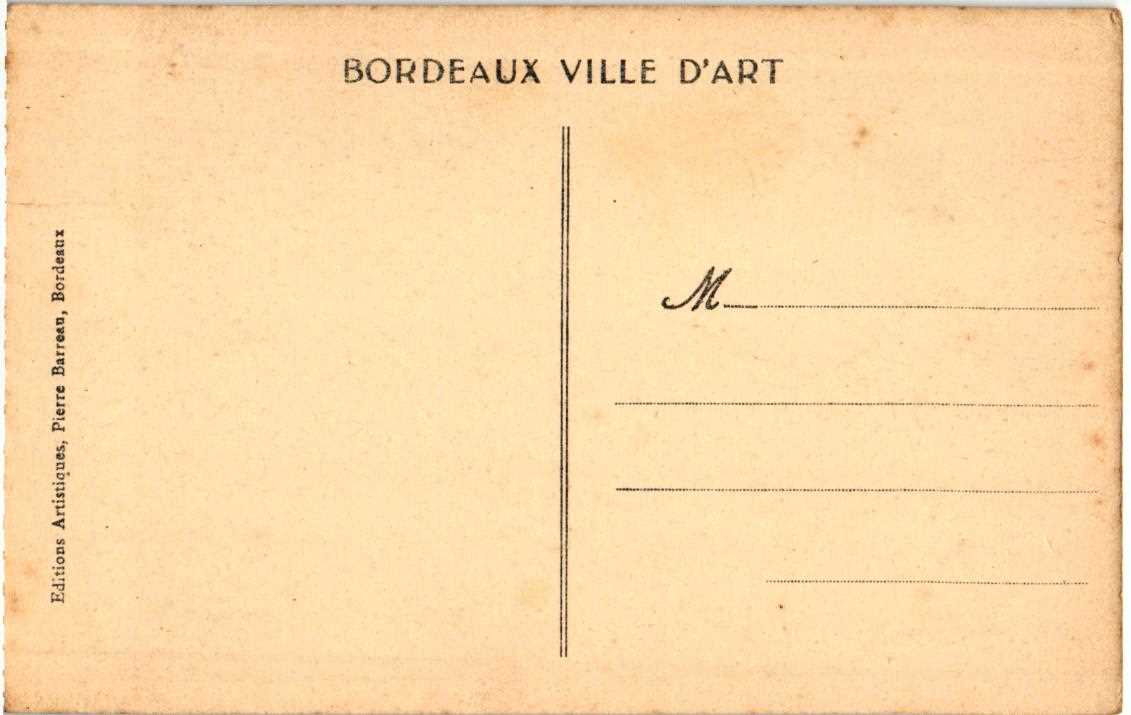 BORDEAUX VILLE D'ART
Editions Artistiques, Pierre Barreau, Bordeaux
M